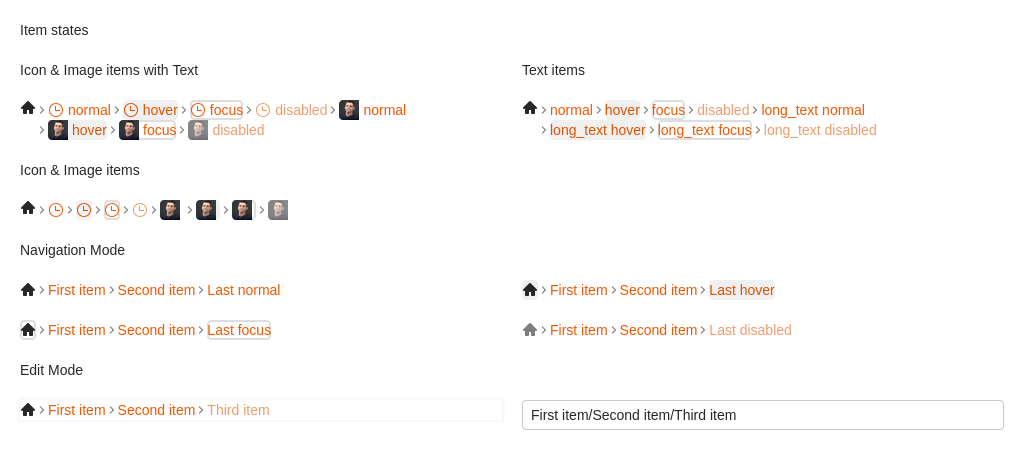 Item states
Icon & Image items with Text
Text items
normal hover focus disabled normal
hover focus disabled
normal hover focus disabled long_text normal
long_text hover long_text focus long_text disabled
Icon & Image items
Navigation Mode
First item Second item Last normal
First item Second item Last hover
First item Second item Last focus
First item Second item Last disabled
Edit Mode
First item Second item Third item
First item/Second item/Third item